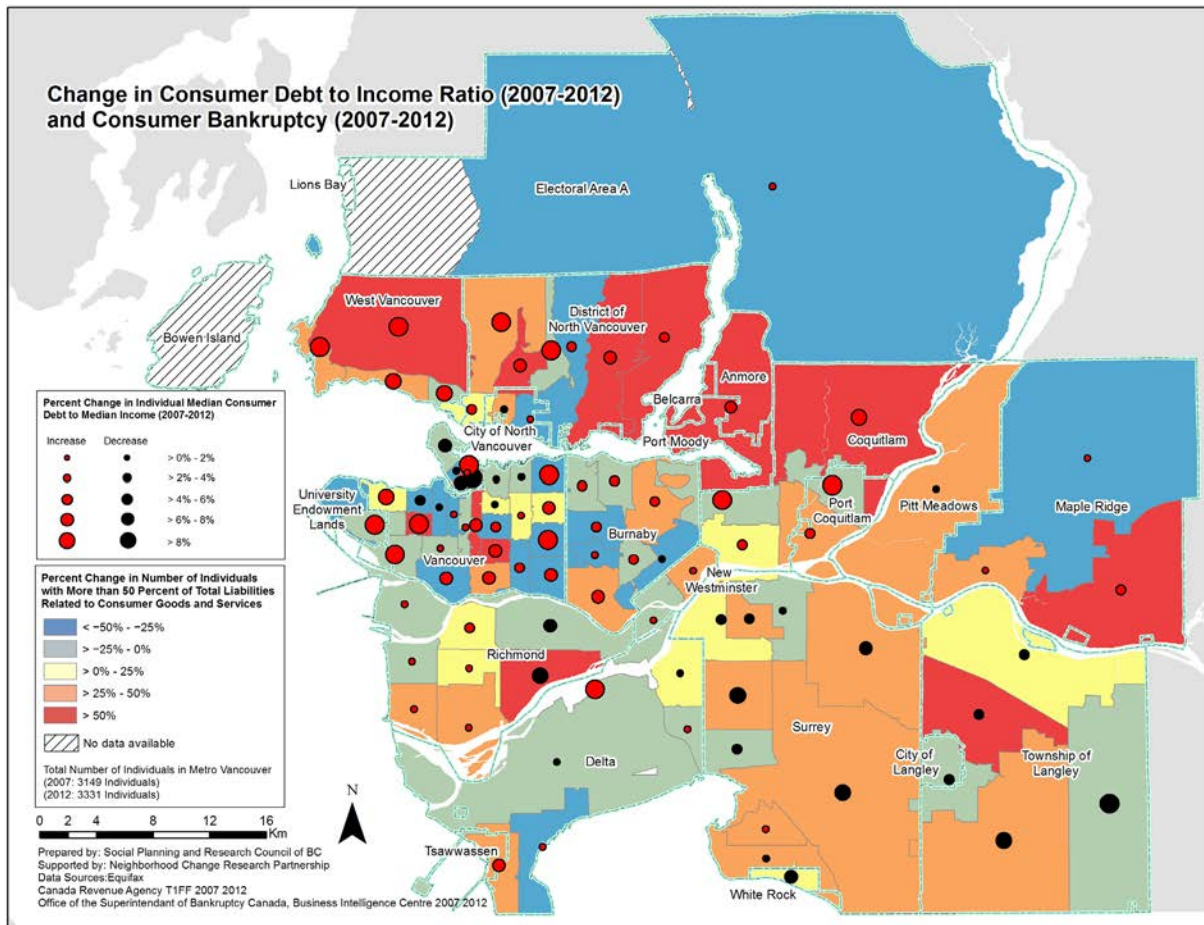 Change in Consumer Debt to Income Ratio (2007-2012)
and Consumer Bankruptcy (2007-2012)
Lions Bay
Electoral Area A
Bowen Island
West Vancouver
District of
North Vancouver
Anmore
Belcarra
Port Moody
Coquitlam
City of North
Vancouver
Port
Coquitlam
Pitt Meadows
Maple Ridge
University
Endowment
Lands
Vancouver
Burnaby
New
Westminster
Richmond
Surrey
Delta
City of
Langley
Township of
Langley
Tsawwassen
White Rock
Percent Change in Individual Median Consumer
Debt to Median Income (2007-2012)
Increase Decrease
> 0% - 2%
> 2% - 4%
> 4% - 6%
> 6% - 8%
> 8%
Percent Change in Number of Individuals
with More than 50 Percent of Total Liabilities
Related to Consumer Goods and Services
< −50% - −25%
> −25% - 0%
> 0% - 25%
> 25% - 50%
> 50%
No data available
Total Number of Individuals in Metro Vancouver
(2007: 3149 Individuals)
(2012: 3331 Individuals)
0 2 4 8 12 16
Km
N
Prepared by: Social Planning and Research Council of BC
Supported by: Neighborhood Change Research Partnership
Data Sources:Equifax
Canada Revenue Agency T1FF 2007 2012
Office of the Superintendant of Bankruptcy Canada, Business Intelligence Centre 2007 2012